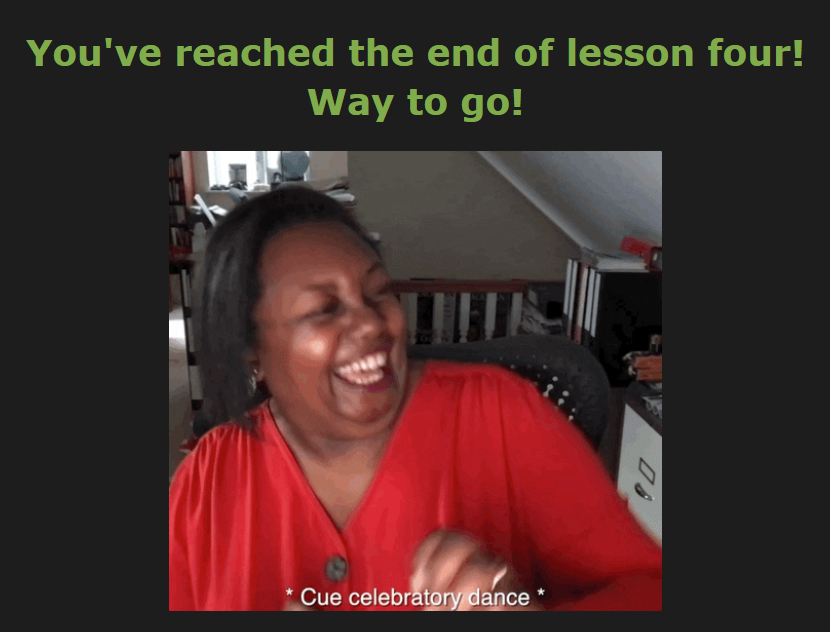 You've reached the end of lesson four!
Way to go!
* Cue celebratory dance *